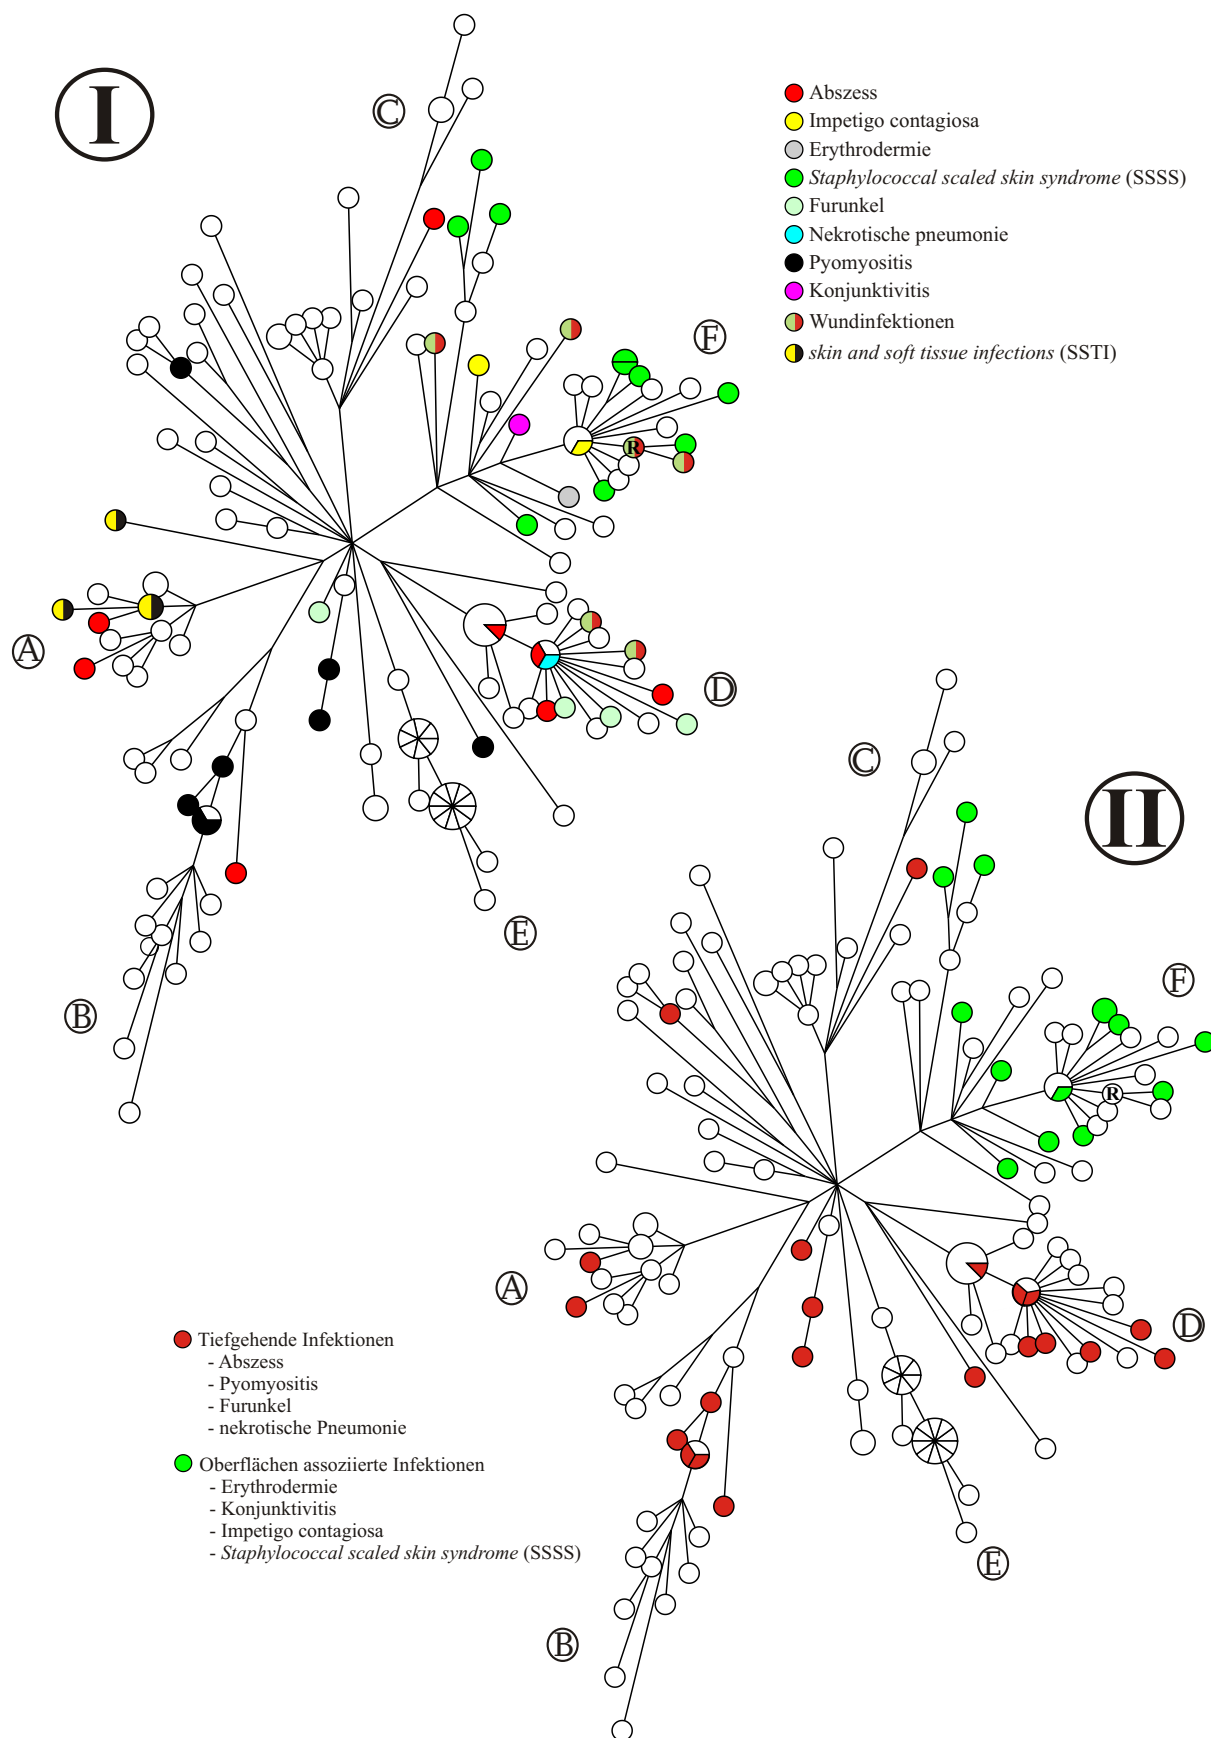 I
C
Abszess
Impetigo contagiosa
Erythrodermie
Staphylococcal scaled skin syndrome (SSSS)
Furunkel
Nekrotische pneumonie
Pyomyositis
Konjunktivitis
Wundinfektionen
skin and soft tissue infections (SSTI)
F
R
A
D
E
B
II
C
F
R
A
D
E
B
Tiefgehende Infektionen
- Abszess
- Pyomyositis
- Furunkel
- nekrotische Pneumonie
Oberflächen assoziierte Infektionen
- Erythrodermie
- Konjunktivitis
- Impetigo contagiosa
- Staphylococcal scaled skin syndrome (SSSS)